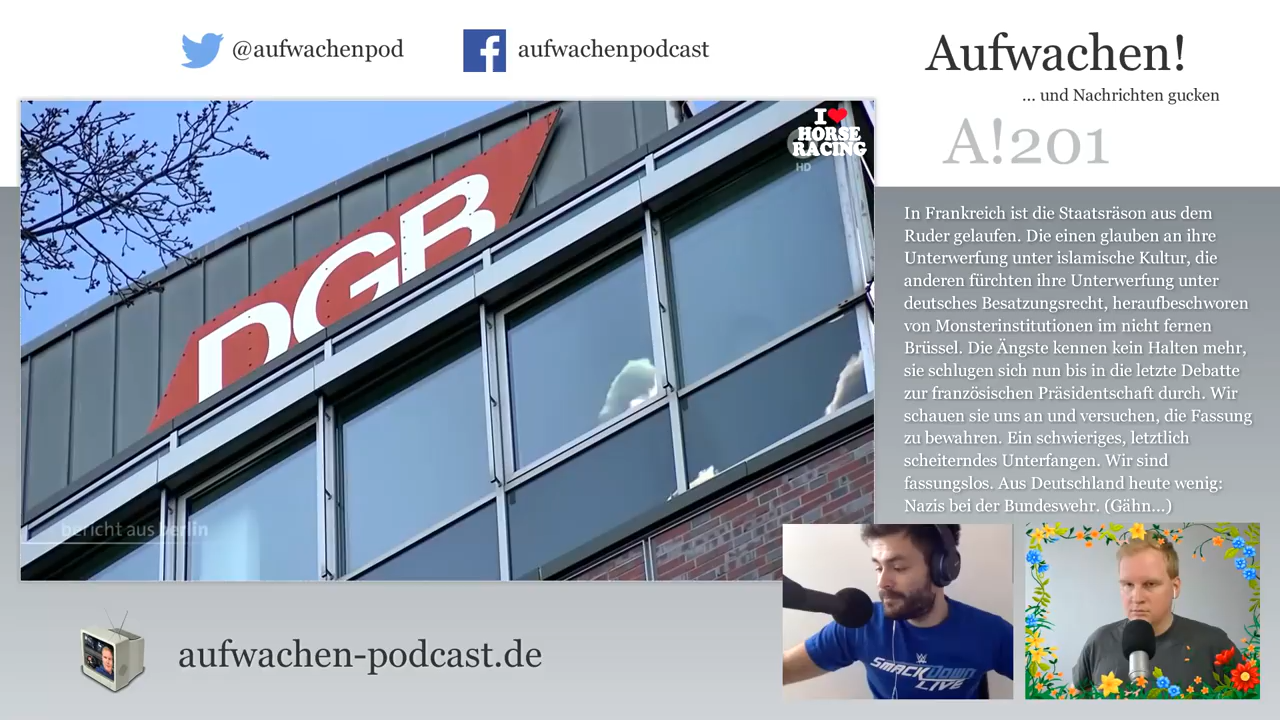 @aufwachenpod
aufwachenpodcast
Aufwachen!
... und Nachrichten gucken
A!201
I
HORSE
RACING
HD
DGB
In Frankreich ist die Staatsräson aus dem
Ruder gelaufen. Die einen glauben an ihre
Unterwerfung unter islamische Kultur, die
anderen fürchten ihre Unterwerfung unter
deutsches Besatzungsrecht, heraufbeschworen
von Monsterinstitutionen im nicht fernen
Brüssel. Die Ängste kennen kein Halten mehr,
sie schlugen sich nun bis in die letzte Debatte
zur französischen Präsidentschaft durch. Wir
schauen sie uns an und versuchen, die Fassung
zu bewahren. Ein schwieriges, letztlich
scheiterndes Unterfangen. Wir sind
fassungslos. Aus Deutschland heute wenig:
Nazis bei der Bundeswehr. (Gähn...)
bericht aus berlin
SMACKDOWN
LIVE
aufwachen-podcast.de